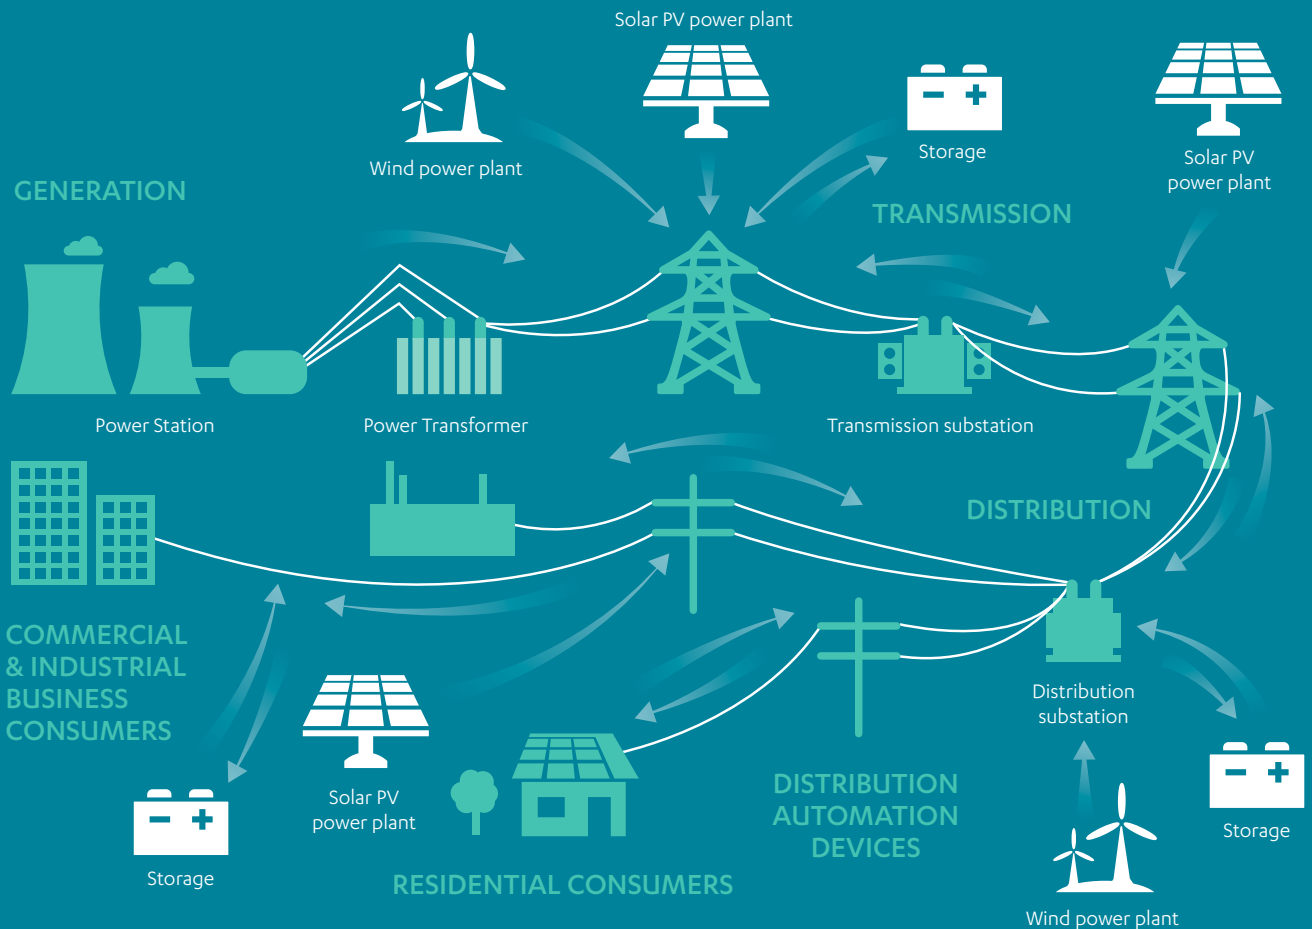 Solar PV power plant
Wind power plant
Storage
Solar PV
power plant
GENERATION
TRANSMISSION
Power Station
Power Transformer
Transmission substation
DISTRIBUTION
COMMERCIAL
& INDUSTRIAL
BUSINESS
CONSUMERS
Distribution
substation
Solar PV
power plant
Storage
DISTRIBUTION
AUTOMATION
DEVICES
Storage
RESIDENTIAL CONSUMERS
Wind power plant